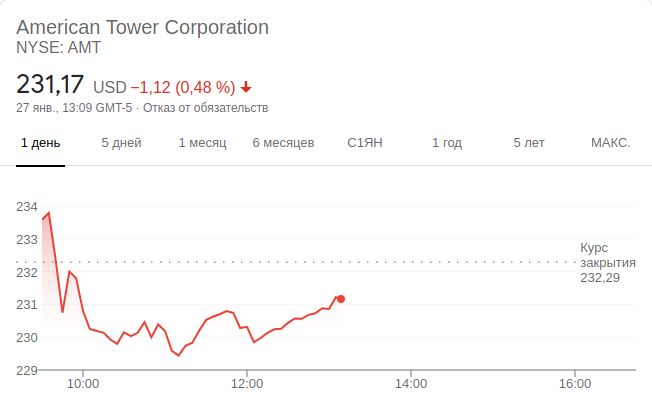 American Tower Corporation
NYSE: AMT
231,17 USD −1,12 (0,48 %)
27 янв., 13:09 GMT-5 · Отказ от обязательств
1 день 5 дней 1 месяц 6 месяцев С1ЯН 1 год 5 лет МАКС.
234
233
232
231
230
229
Курс
закрытия
232,29
10:00 12:00 14:00 16:00